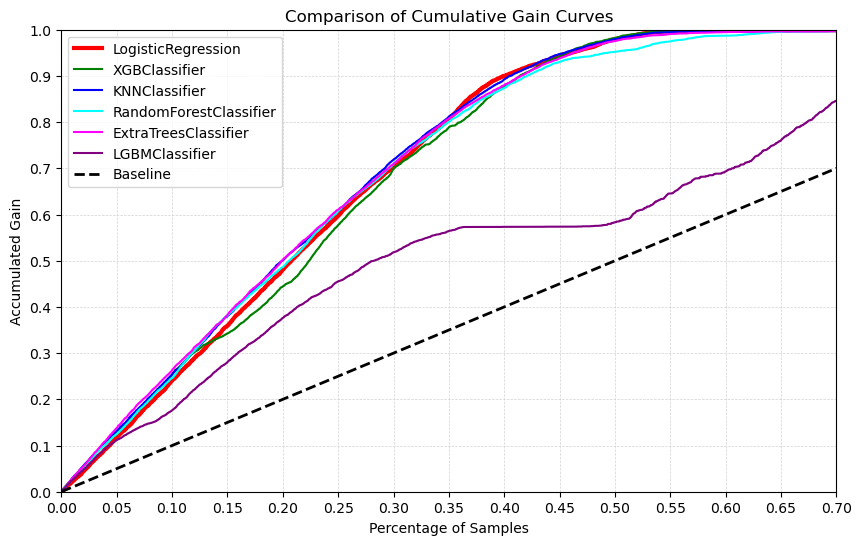 Comparison of Cumulative Gain Curves
LogisticRegression
XGBClassifier
KNNClassifier
RandomForestClassifier
ExtraTreesClassifier
LGBMClassifier
Baseline
Accumulated Gain
1.0
0.9
0.8
0.7
0.6
0.5
0.4
0.3
0.2
0.1
0.0
0.00 0.05 0.10 0.15 0.20 0.25 0.30 0.35 0.40 0.45 0.50 0.55 0.60 0.65 0.70
Percentage of Samples